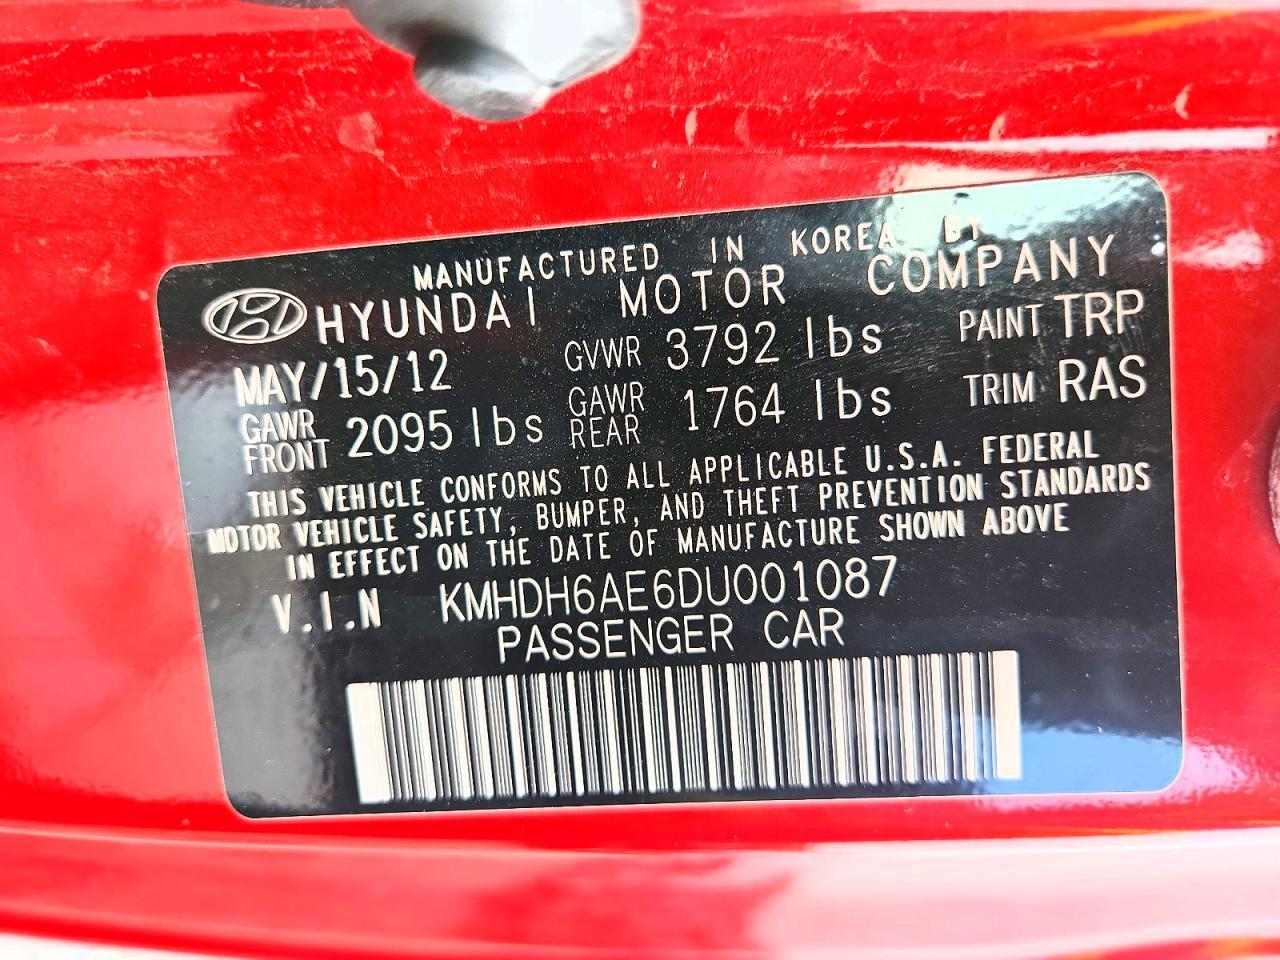 MANUFACTURED IN KOREA BY
HYUNDAI MOTOR COMPANY
MAY/15/12 GVWR 3792 lbs PAINT TRP
GAWR FRONT 2095 lbs GAWR REAR 1764 lbs TRIM RAS
THIS VEHICLE CONFORMS TO ALL APPLICABLE U.S.A. FEDERAL
MOTOR VEHICLE SAFETY, BUMPER, AND THEFT PREVENTION STANDARDS
IN EFFECT ON THE DATE OF MANUFACTURE SHOWN ABOVE
V.I.N KMHDH6AE6DU001087
PASSENGER CAR